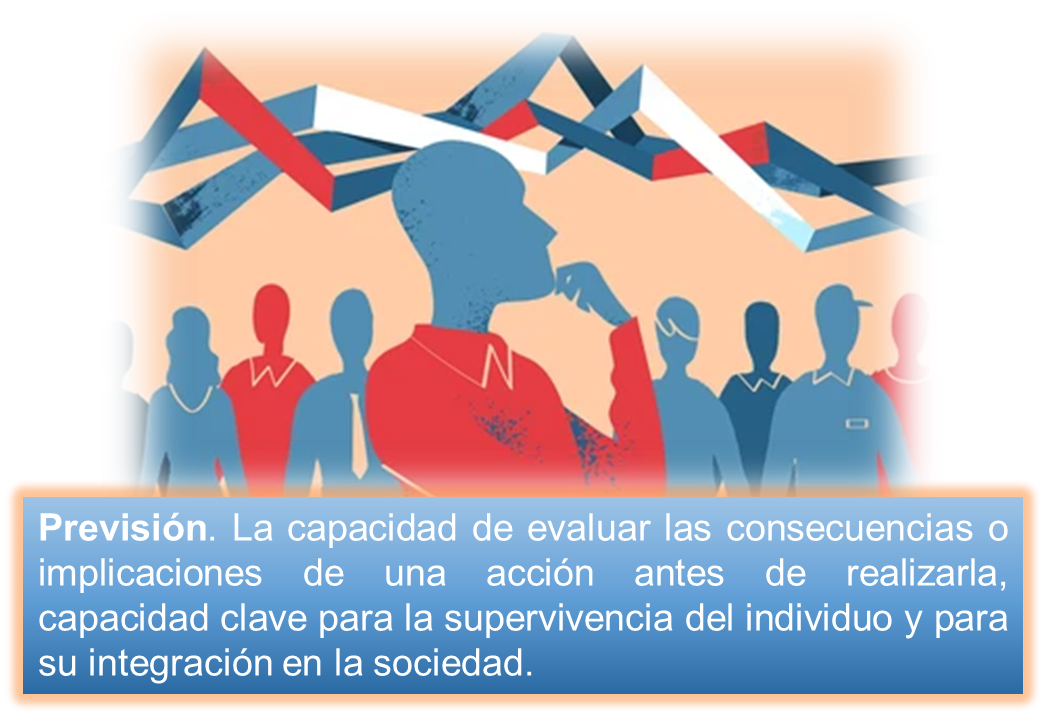 Previsión. La capacidad de evaluar las consecuencias o
implicaciones de una acción antes de realizarla,
capacidad clave para la supervivencia del individuo y para
su integración en la sociedad.